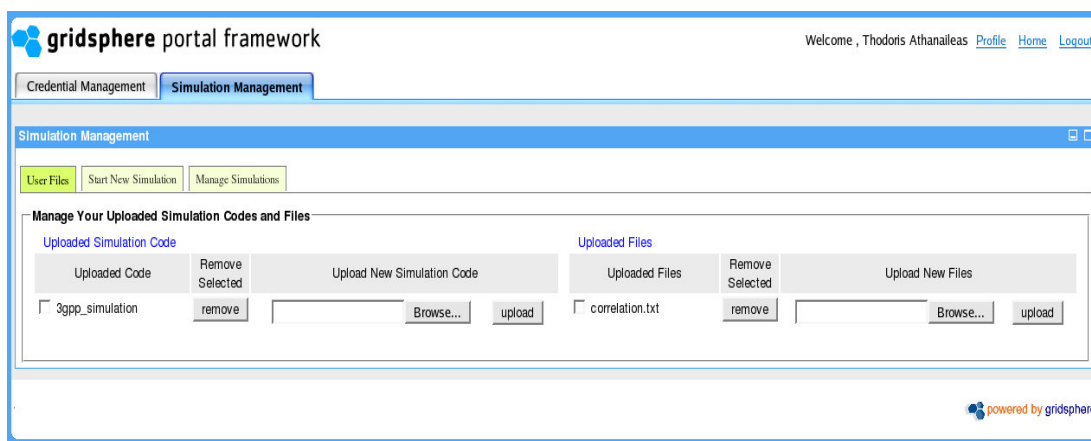 gridsphere portal framework
Welcome , Thodoris Athanaileas Profile Home Logout
Credential Management Simulation Management
Simulation Management
User Files Start New Simulation Manage Simulations
Manage Your Uploaded Simulation Codes and Files
Uploaded Simulation Code Uploaded Files
Uploaded Code Remove Selected Upload New Simulation Code Uploaded Files Remove Selected Upload New Files
3gpp_simulation remove Browse... upload correlation.txt remove Browse... upload
powered by gridsphere